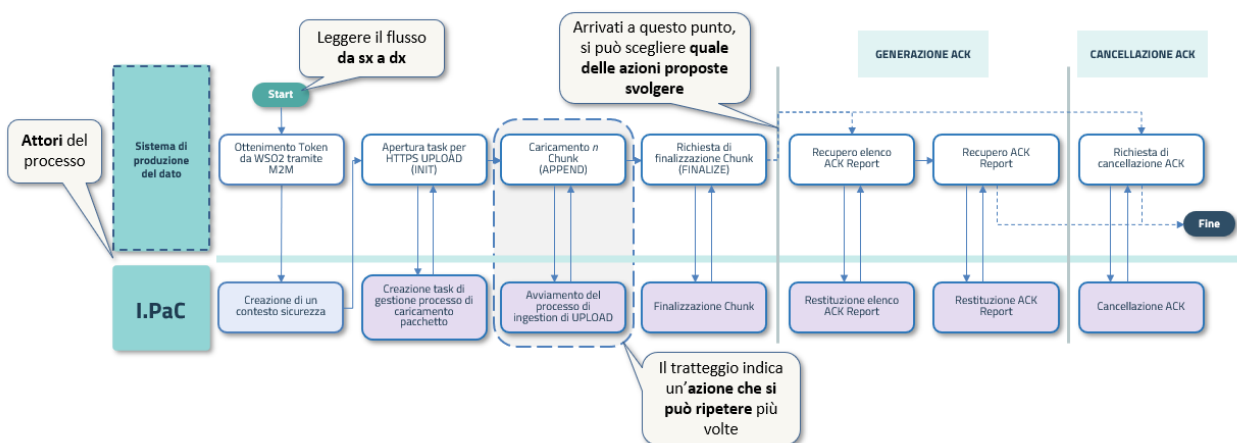 Leggere il flusso
da sx a dx
Arrivati a questo punto,
si può scegliere quale
delle azioni proposte
svolgere
GENERAZIONE ACK
CANCELLAZIONE ACK
Start
Attori del
processo
Sistema di
produzione
del dato
Ottenimento Token
da WSO2 tramite
M2M
Apertura task per
HTTPS UPLOAD
(INIT)
Caricamento n
Chunk
(APPEND)
Richiesta di
finalizzazione Chunk
(FINALIZE)
Recupero elenco
ACK Report
Recupero ACK
Report
Richiesta di
cancellazione ACK
Fine
I.PaC
Creazione di un
contesto sicurezza
Creazione task di
gestione processo di
caricamento
pacchetto
Avviamento del
processo di
ingestion di UPLOAD
Finalizzazione Chunk
Restituzione elenco
ACK Report
Restituzione ACK
Report
Cancellazione ACK
Il tratteggio indica
un'azione che si
può ripetere più
volte